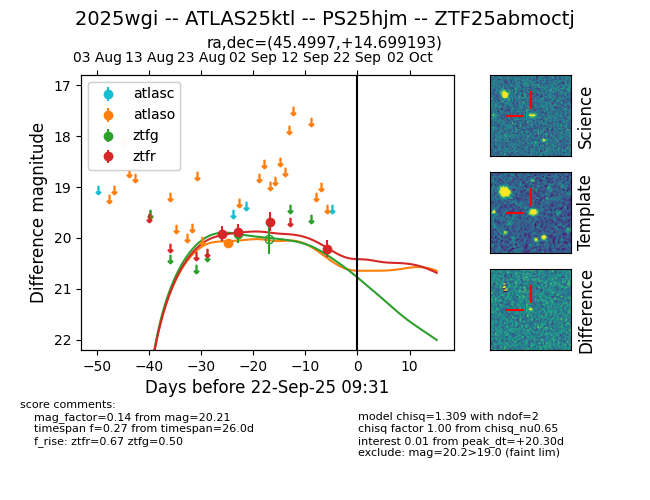 2025wgi -- ATLAS25ktl -- PS25hjm -- ZTF25abmoctj
ra,dec=(45.4997,+14.699193)
03 Aug 13 Aug 23 Aug 02 Sep 12 Sep 22 Sep 02 Oct
17
18
19
20
21
22
Difference magnitude
atlasc
atlaso
ztfg
ztfr
−50 −40 −30 −20 −10 0 10
Days before 22-Sep-25 09:31
Science
Template
Difference
score comments:
mag_factor=0.14 from mag=20.21
timespan f=0.27 from timespan=26.0d
f_rise: ztfr=0.67 ztfg=0.50
model chisq=1.309 with ndof=2
chisq factor 1.00 from chisq_nu0.65
interest 0.01 from peak_dt=+20.30d
exclude: mag=20.2>19.0 (faint lim)